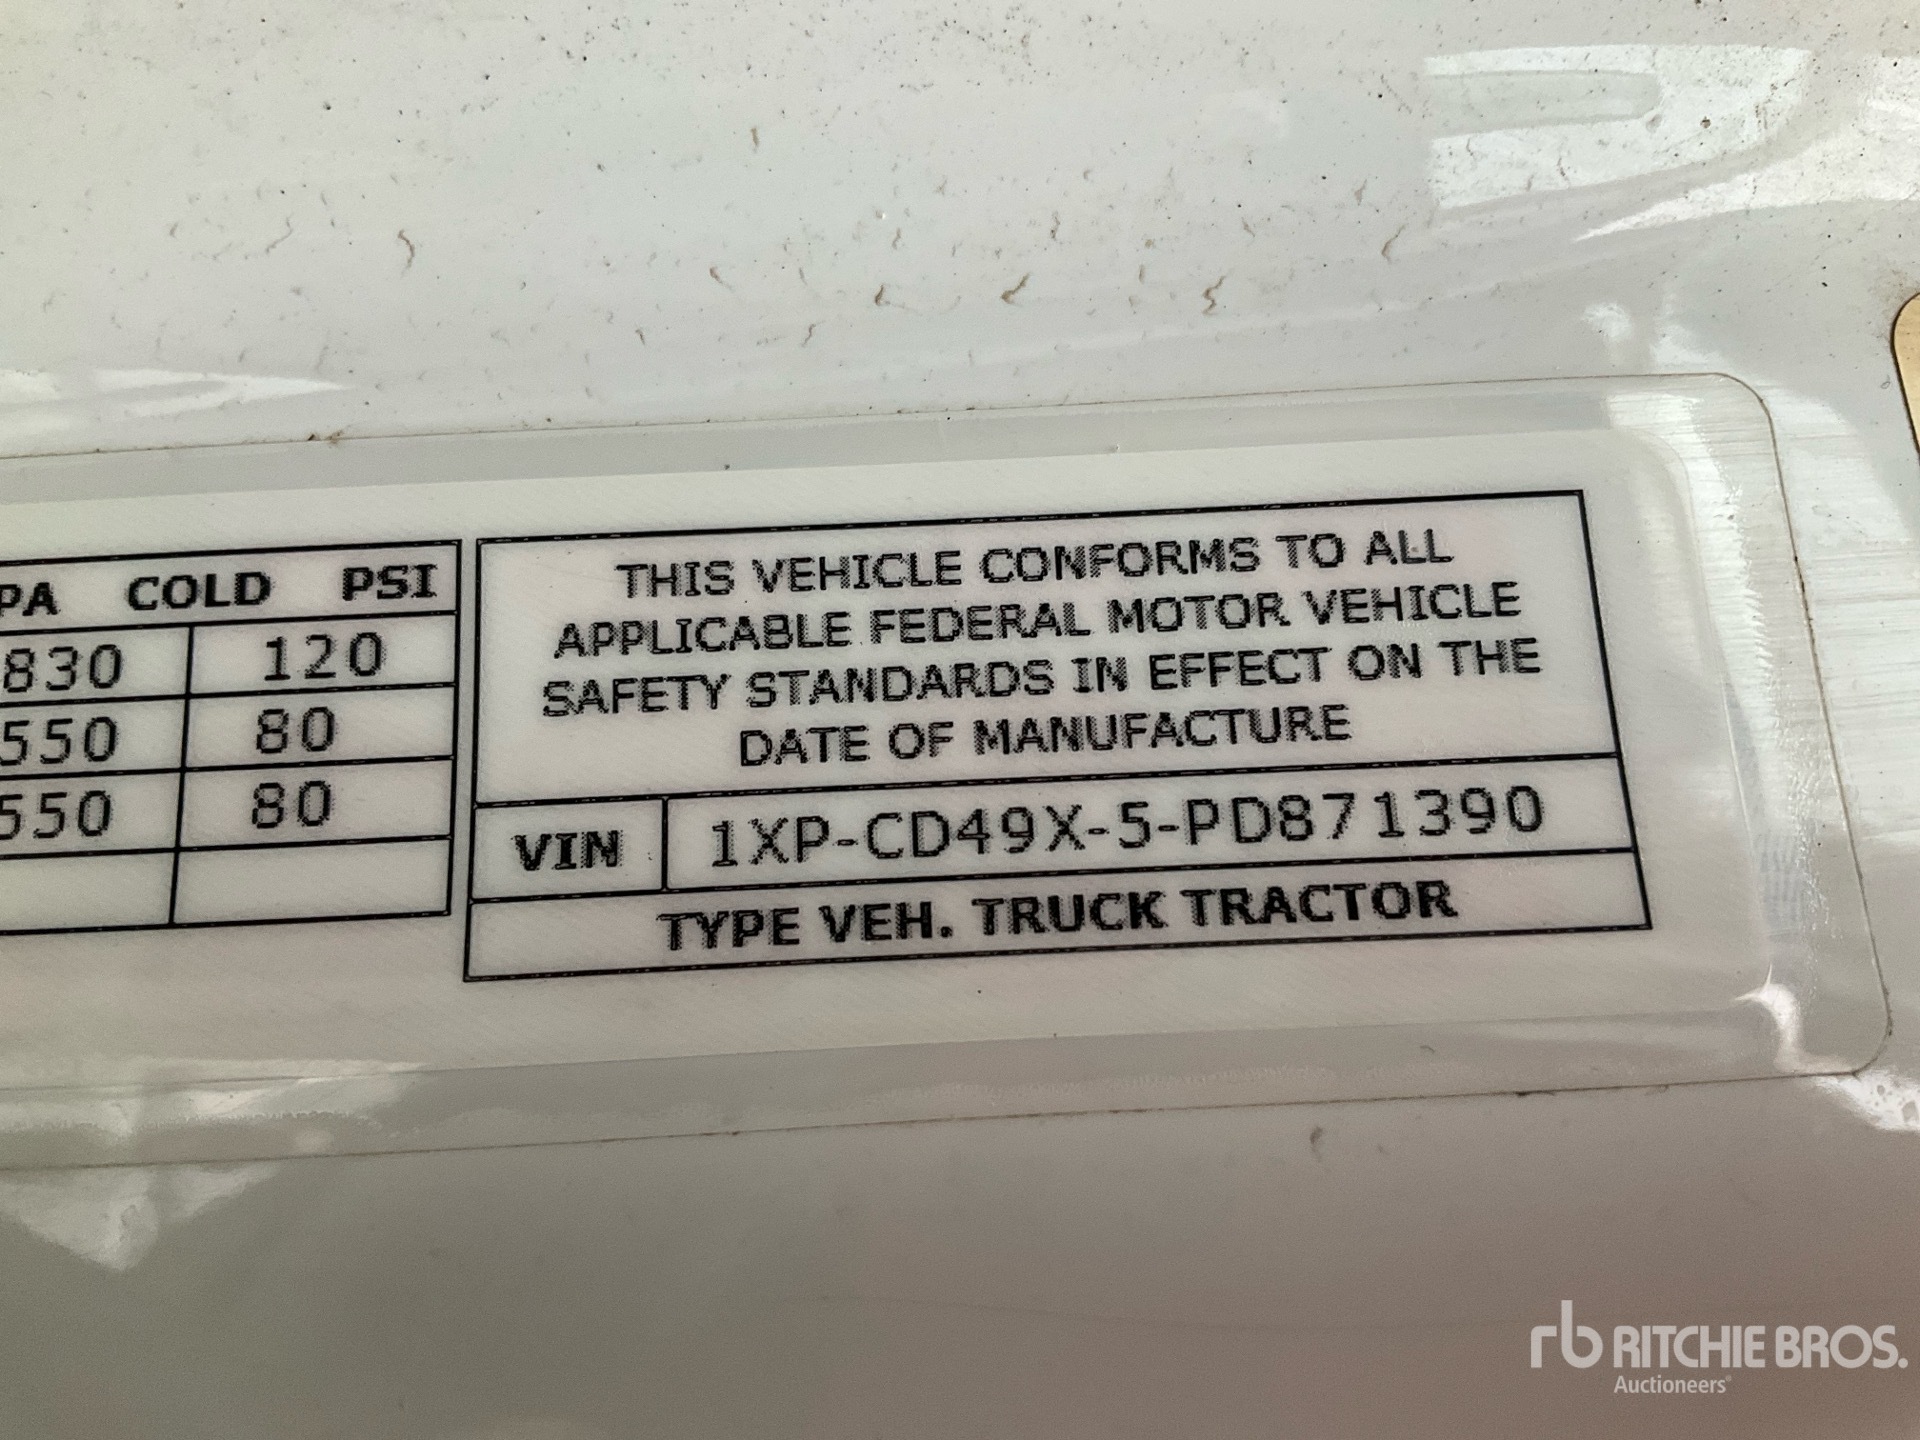 PA COLD PSI
830 120
550 80
550 80
THIS VEHICLE CONFORMS TO ALL
APPLICABLE FEDERAL MOTOR VEHICLE
SAFETY STANDARDS IN EFFECT ON THE
DATE OF MANUFACTURE
VIN 1XP-CD49X-5-PD871390
TYPE VEH. TRUCK TRACTOR
rb RITCHIE BROS.
Auctioneers®